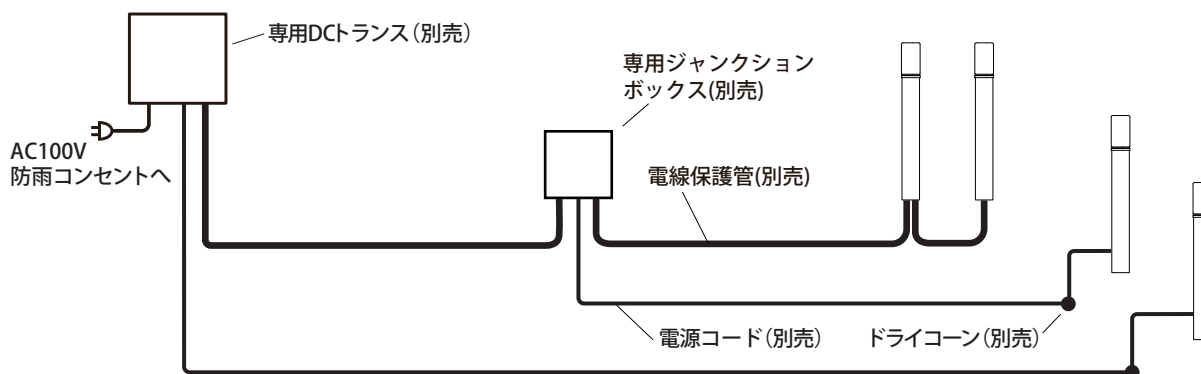 専用DCトランス(別売)
専用ジャンクション
ボックス(別売)
AC100V
防雨コンセントへ
電線保護管(別売)
電源コード(別売)
ドライコーン(別売)